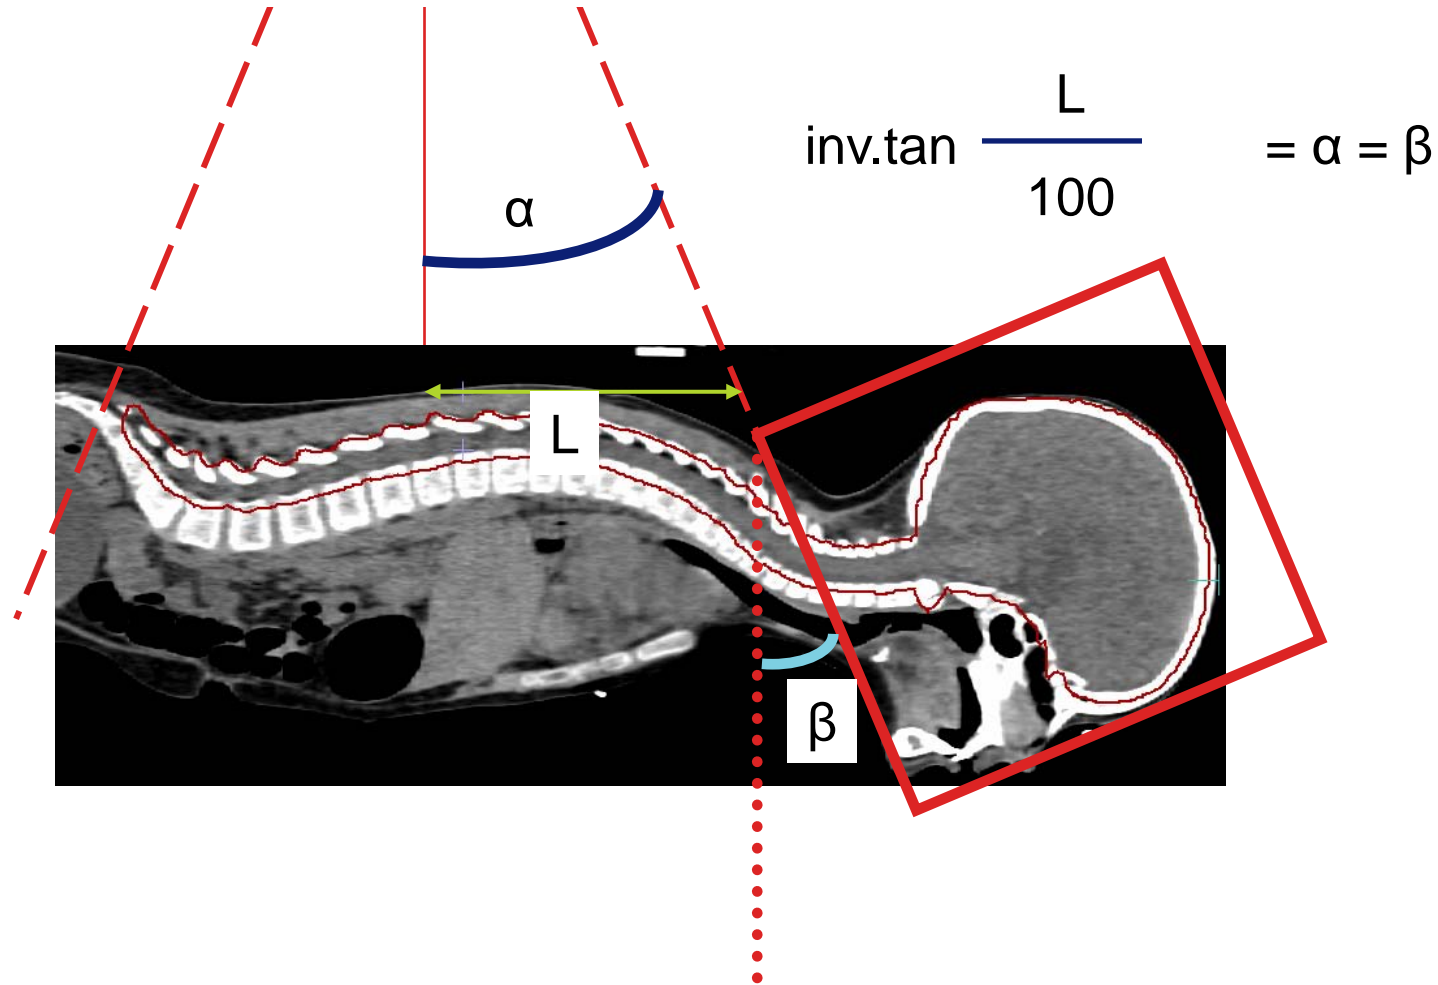 L
inv.tan ―― = α = β
100
α
L
β